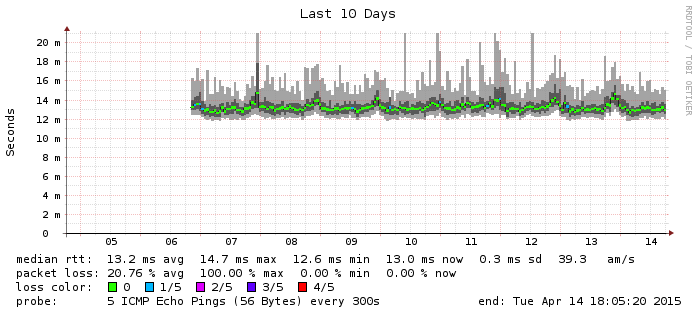 Last 10 Days
RRDTOOL / TOBI OETIKER
Seconds
20 m
18 m
16 m
14 m
12 m
10 m
8 m
6 m
4 m
2 m
0
05 06 07 08 09 10 11 12 13 14
median rtt: 13.2 ms avg 14.7 ms max 12.6 ms min 13.0 ms now 0.3 ms sd 39.3 am/s
packet loss: 20.76 % avg 100.00 % max 0.00 % min 0.00 % now
loss color: 0 1/5 2/5 3/5 4/5
probe: 5 ICMP Echo Pings (56 Bytes) every 300s end: Tue Apr 14 18:05:20 2015